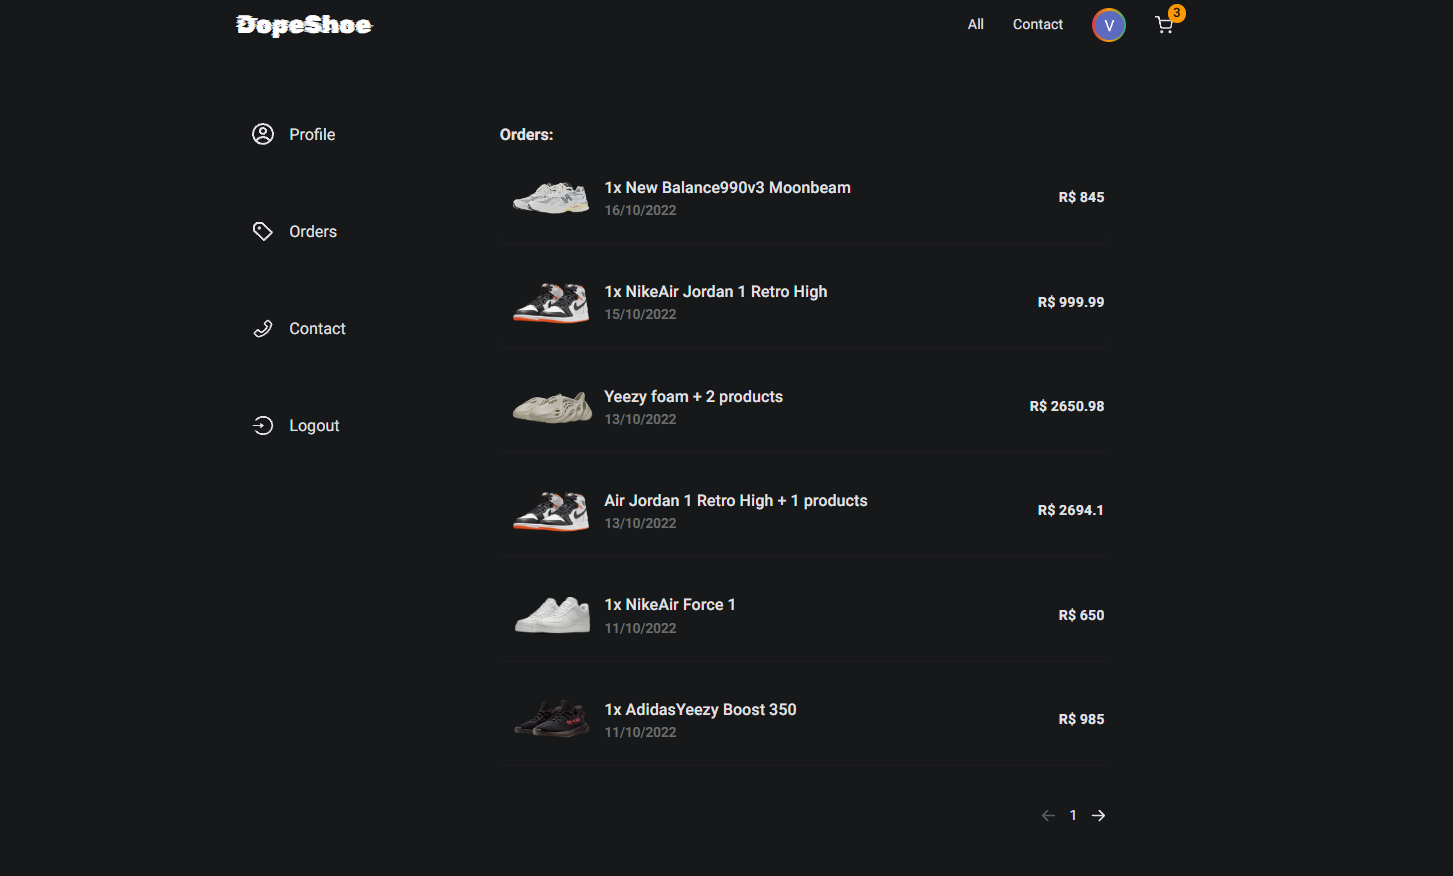 DopeShoe
All
Contact
V
3
Profile
Orders
Contact
Logout
Orders:
1x New Balance990v3 Moonbeam
16/10/2022
R$ 845
1x NikeAir Jordan 1 Retro High
15/10/2022
R$ 999.99
Yeezy foam + 2 products
13/10/2022
R$ 2650.98
Air Jordan 1 Retro High + 1 products
13/10/2022
R$ 2694.1
1x NikeAir Force 1
11/10/2022
R$ 650
1x AdidasYeezy Boost 350
11/10/2022
R$ 985
1